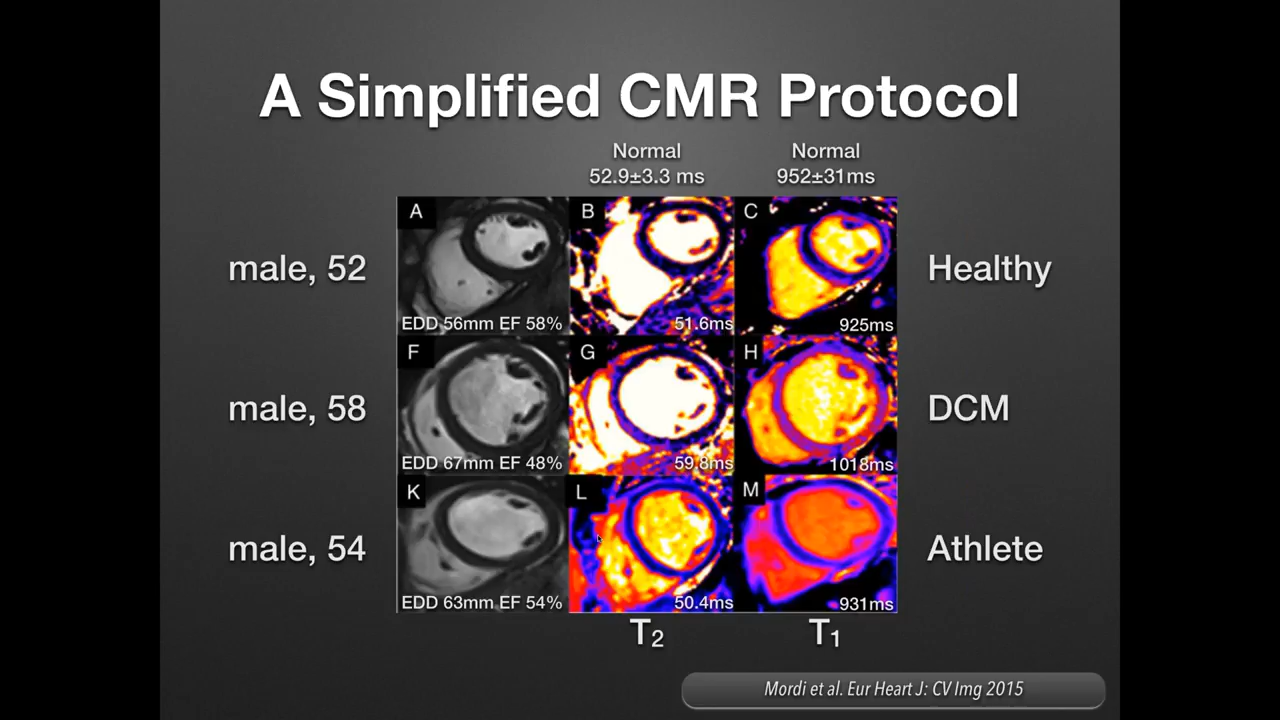 A Simplified CMR Protocol
Normal
52.9±3.3 ms
Normal
952±31ms
male, 52
A
EDD 56mm EF 58%
B
51.6ms
C
925ms
Healthy
male, 58
F
EDD 67mm EF 48%
G
59.8ms
H
1018ms
DCM
male, 54
K
EDD 63mm EF 54%
L
50.4ms
M
931ms
Athlete
T₂
T₁
Mordi et al. Eur Heart J: CV Img 2015